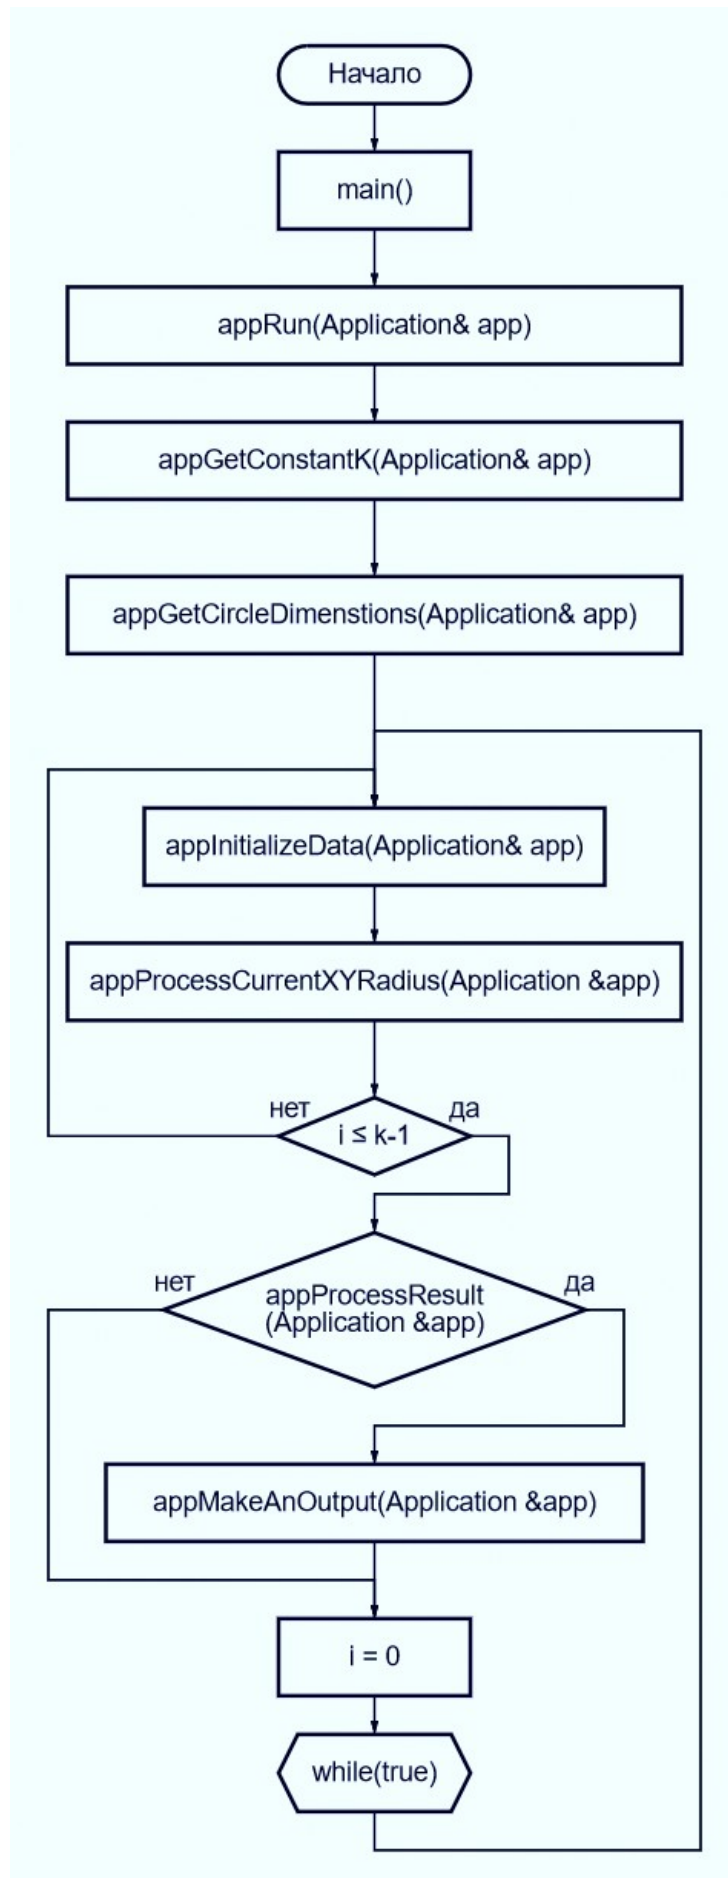 Начало
main()
appRun(Application& app)
appGetConstantK(Application& app)
appGetCircleDimenstions(Application& app)
appInitializeData(Application& app)
appProcessCurrentXYRadius(Application &app)
нет
да
i ≤ k-1
нет
да
appProcessResult
(Application &app)
appMakeAnOutput(Application &app)
i = 0
while(true)